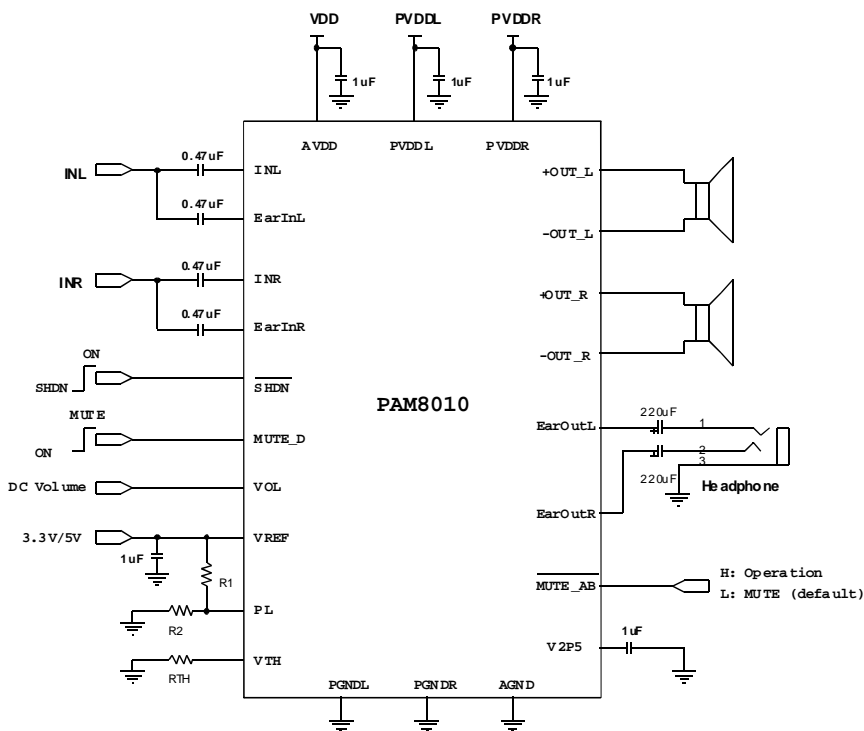 VDD PVDDL PVDDR
1uF 1uF 1uF
AVDD PVDDL PVDDR
0.47uF
INL INL +OUT_L
0.47uF
EarInL -OUT_L
0.47uF
INR INR +OUT_R
0.47uF
EarInR -OUT_R
ON
SHDN SHDN
PAM8010
MUTE
ON MUTE_D
220uF
EarOutL 1
2
3
220uF Headphone
DC Volume VOL
EarOutR
3.3V/5V VREF
1uF
R1
MUTE_AB
H: Operation
L: MUTE (default)
PL
R2
V2P5 1uF
VTH
RTH
PGNDL PGNDR AGND